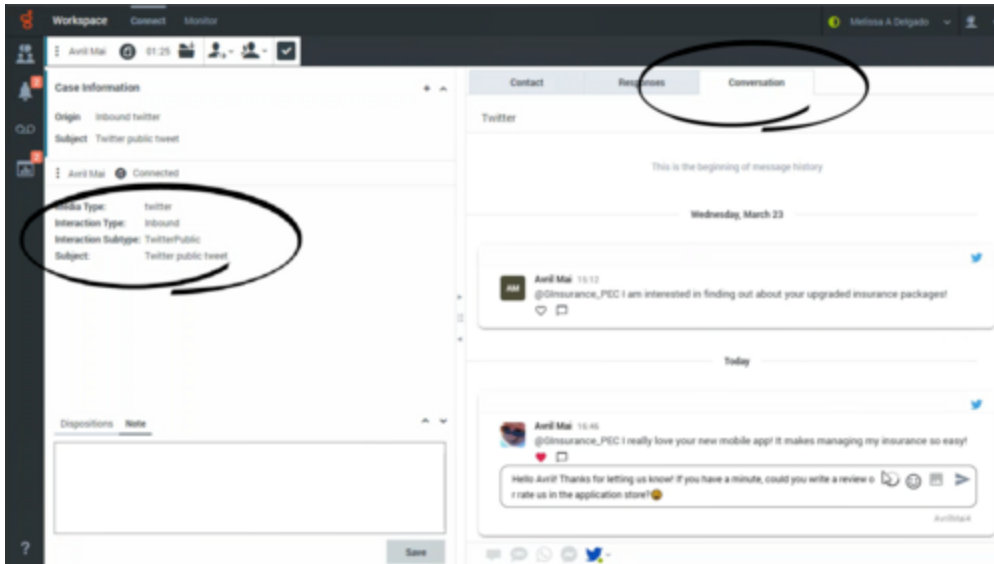 Workspace Connect Monitor
Melissa A Delgado
Avril Mai 01:25
Case Information
Origin Inbound twitter
Subject Twitter public tweet
Avril Mai Connected
Media Type: twitter
Interaction Type: Inbound
Interaction Subtype: TwitterPublic
Subject: Twitter public tweet
Dispositions Note
Save
?
Contact Responses Conversation
Twitter
This is the beginning of message history
Wednesday, March 23
AM
Avril Mai 15:12
@GInsurance_PEC I am interested in finding out about your upgraded insurance packages!
Today
Avril Mai 16:46
@GInsurance_PEC I really love your new mobile app! It makes managing my insurance so easy!
Hello Avril! Thanks for letting us know! If you have a minute, could you write a review o
r rate us in the application store?😩